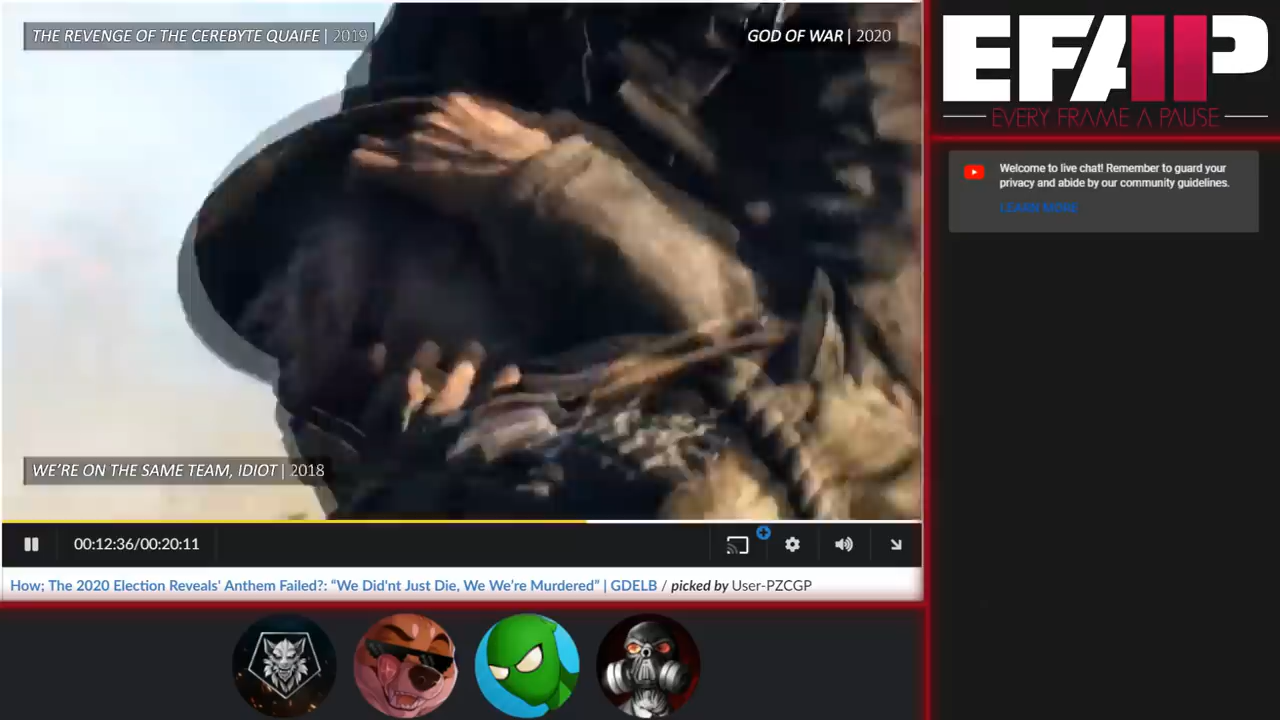 THE REVENGE OF THE CEREBYTE QUAIFE | 2019
GOD OF WAR | 2020
WE'RE ON THE SAME TEAM, IDIOT | 2018
00:12:36/00:20:11
How; The 2020 Election Reveals' Anthem Failed?: “We Did'nt Just Die, We We're Murdered” | GDELB / picked by User-PZCGP
EFAP
EVERY FRAME A PAUSE
Welcome to live chat! Remember to guard your
privacy and abide by our community guidelines.
LEARN MORE